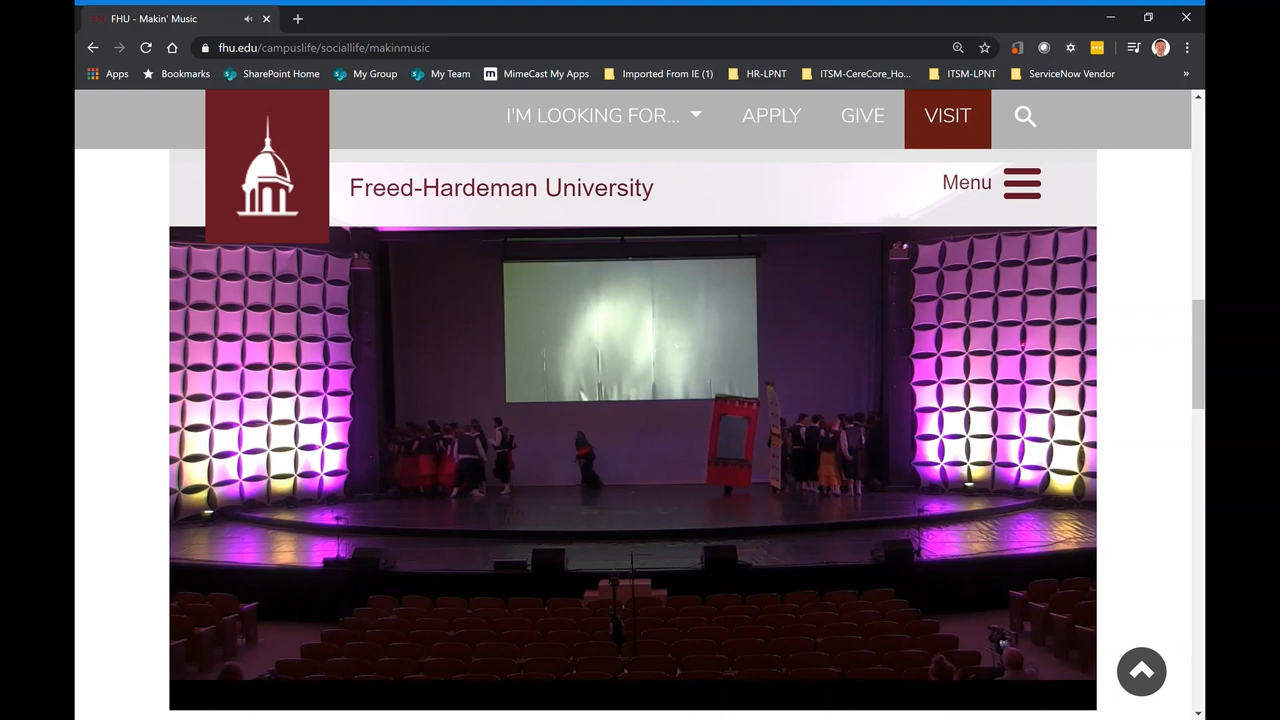 FHU - Makin' Music
fhu.edu/campuslife/sociallife/makinmusic
Apps Bookmarks SharePoint Home My Group My Team MimeCast My Apps Imported From IE (1) HR-LPNT ITSM-CereCore_Ho... ITSM-LPNT ServiceNow Vendor »
I'M LOOKING FOR... APPLY GIVE VISIT
Freed-Hardeman University Menu